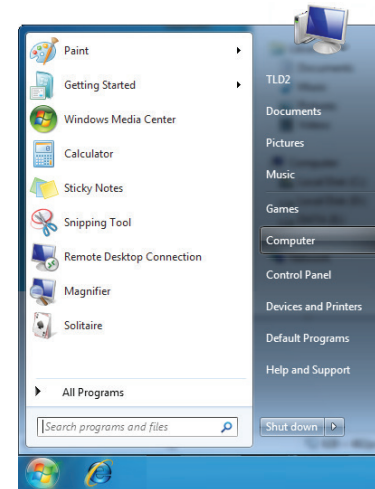 Paint
Getting Started
Windows Media Center
Calculator
Sticky Notes
Snipping Tool
Remote Desktop Connection
Magnifier
Solitaire
All Programs
Search programs and files
TLD2
Documents
Pictures
Music
Games
Computer
Control Panel
Devices and Printers
Default Programs
Help and Support
Shut down